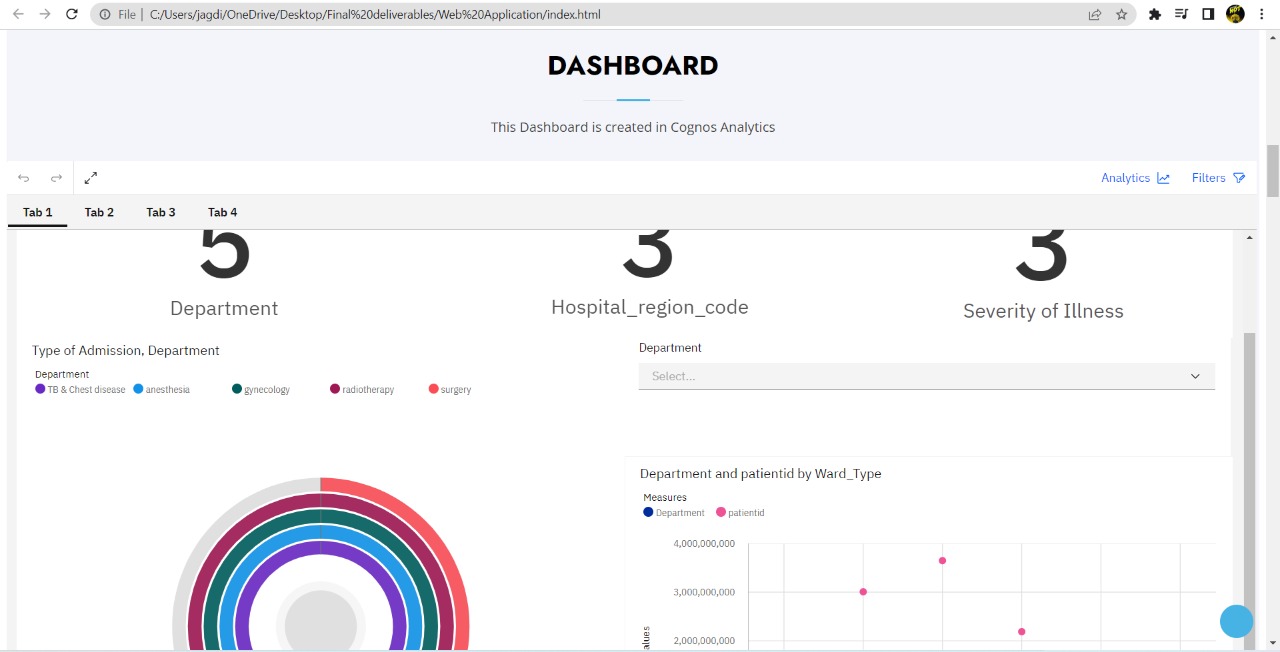 File | C:/Users/jagdi/OneDrive/Desktop/Final%20deliverables/Web%20Application/index.html
DASHBOARD
This Dashboard is created in Cognos Analytics
Analytics Filters
Tab 1 Tab 2 Tab 3 Tab 4
5 3 3
Department Hospital_region_code Severity of Illness
Type of Admission, Department
Department
TB & Chest disease anesthesia gynecology radiotherapy surgery
Department
Select...
Department and patientid by Ward_Type
Measures
Department patientid
4,000,000,000
3,000,000,000
2,000,000,000